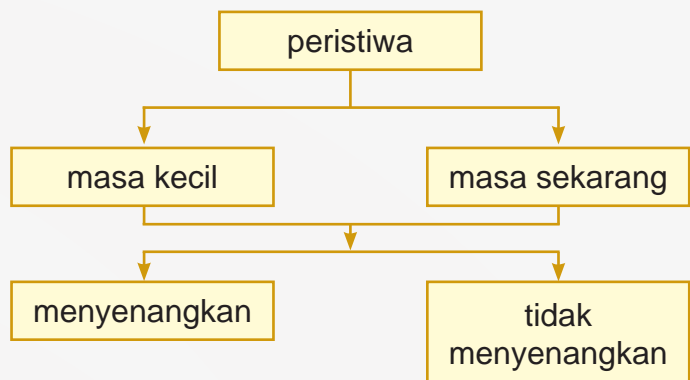 peristiwa
masa kecil
masa sekarang
menyenangkan
tidak
menyenangkan